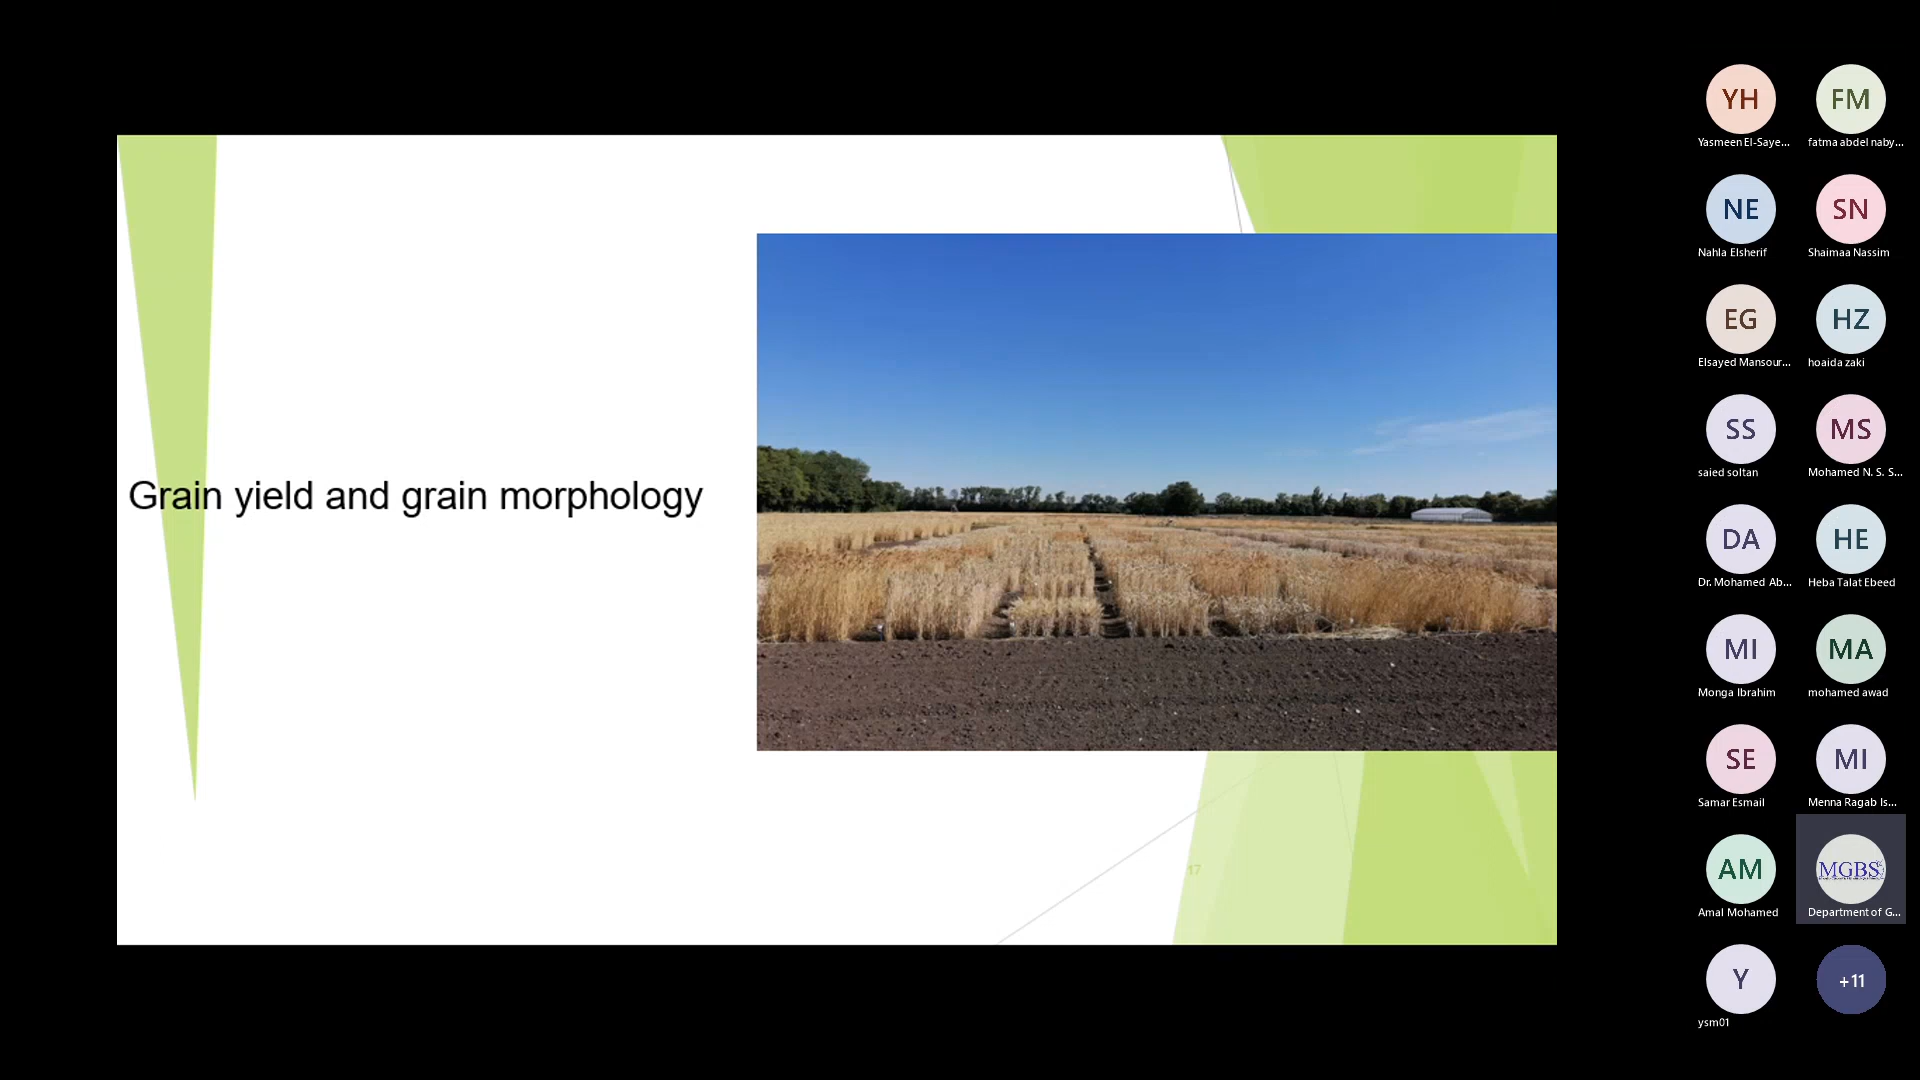 Grain yield and grain morphology
17
YH
FM
Yasmeen El-Saye...
fatma abdel naby...
NE
SN
Nahla Elsherif
Shaimaa Nassim
EG
HZ
Elsayed Mansour...
hoaida zaki
SS
MS
saied soltan
Mohamed N. S. S...
DA
HE
Dr. Mohamed Ab...
Heba Talat Ebeed
MI
MA
Monga Ibrahim
mohamed awad
SE
MI
Samar Esmail
Menna Ragab Is...
AM
MGBS
Amal Mohamed
Department of G...
Y
+11
ysm01